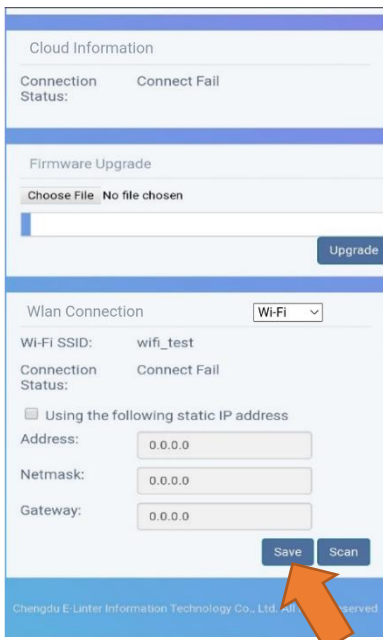 Cloud Information
Connection Status: Connect Fail
Firmware Upgrade
Choose File No file chosen
Upgrade
Wlan Connection Wi-Fi
Wi-Fi SSID: wifi_test
Connection Status: Connect Fail
Using the following static IP address
Address: 0.0.0.0
Netmask: 0.0.0.0
Gateway: 0.0.0.0
Save Scan
Chengdu E-Linter Information Technology Co., Ltd. All